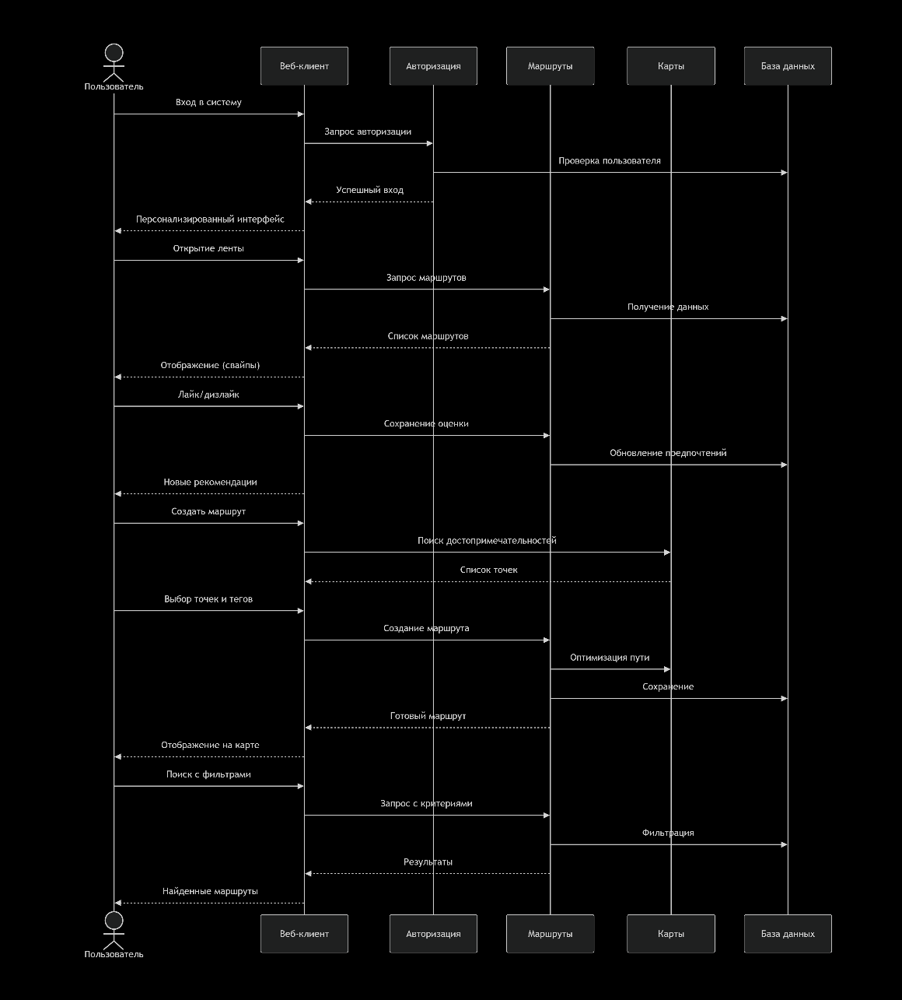 Пользователь
Веб-клиент
Авторизация
Маршруты
Карты
База данных
Вход в систему
Запрос авторизации
Проверка пользователя
Успешный вход
Персонализированный интерфейс
Открытие ленты
Запрос маршрутов
Получение данных
Список маршрутов
Отображение (свайпы)
Лайк/дизлайк
Сохранение оценки
Обновление предпочтений
Новые рекомендации
Создать маршрут
Поиск достопримечательностей
Список точек
Выбор точек и тегов
Создание маршрута
Оптимизация пути
Сохранение
Готовый маршрут
Отображение на карте
Поиск с фильтрами
Запрос с критериями
Фильтрация
Результаты
Найденные маршруты
Пользователь
Веб-клиент
Авторизация
Маршруты
Карты
База данных